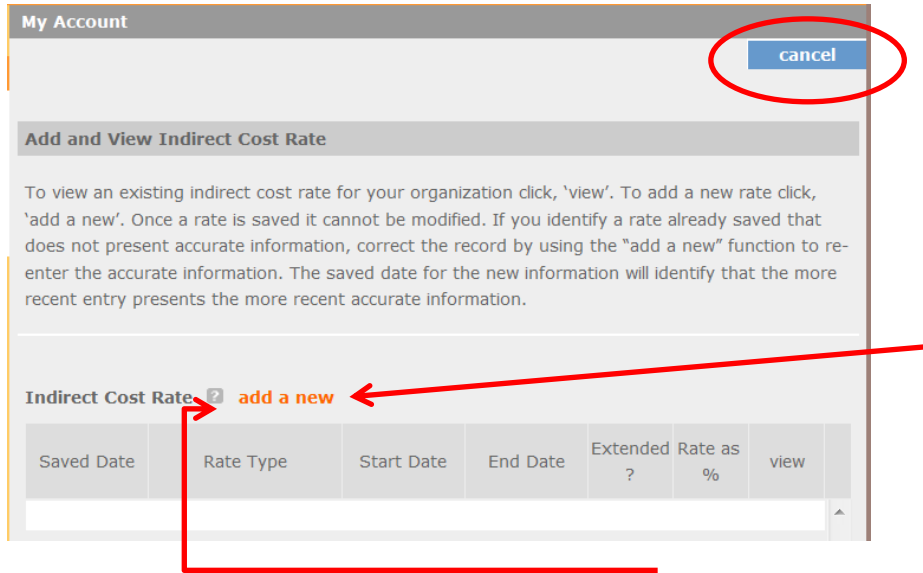 My Account
cancel
Add and View Indirect Cost Rate
To view an existing indirect cost rate for your organization click, ‘view’. To add a new rate click,
‘add a new’. Once a rate is saved it cannot be modified. If you identify a rate already saved that
does not present accurate information, correct the record by using the “add a new” function to re-
enter the accurate information. The saved date for the new information will identify that the more
recent entry presents the more recent accurate information.
Indirect Cost Rate ? add a new
Saved Date Rate Type Start Date End Date Extended ? Rate as % view